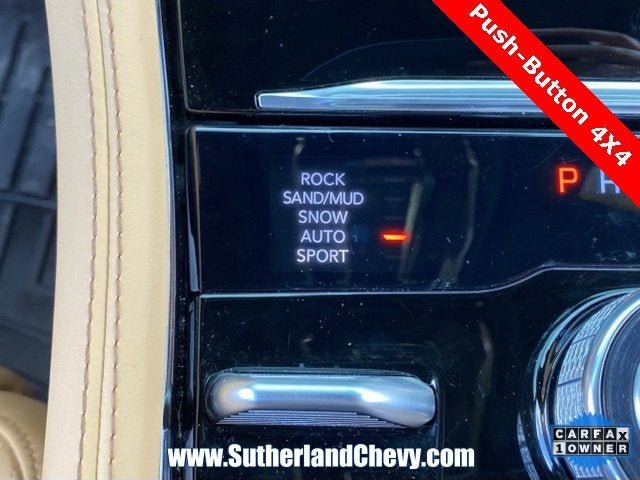 Push-Button 4X4
ROCK
SAND/MUD
SNOW
AUTO
SPORT
P
CARFAX
1 OWNER
www.SutherlandChevy.com